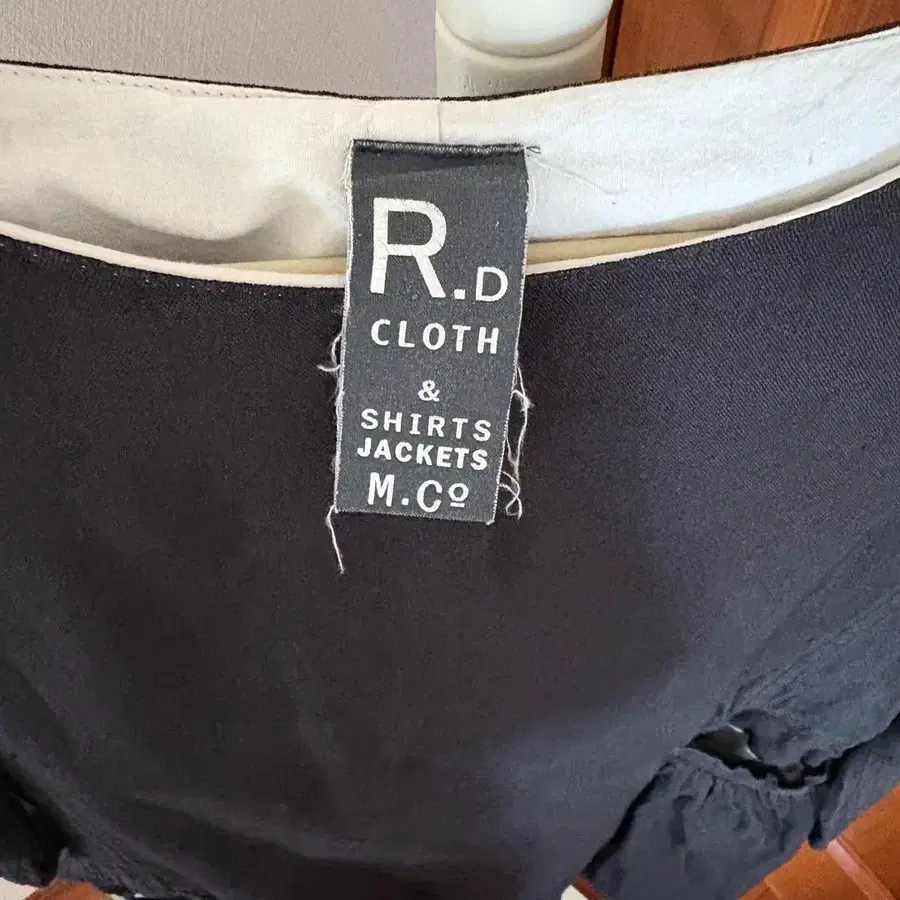 R.D
CLOTH
&
SHIRTS
JACKETS
M.Cº